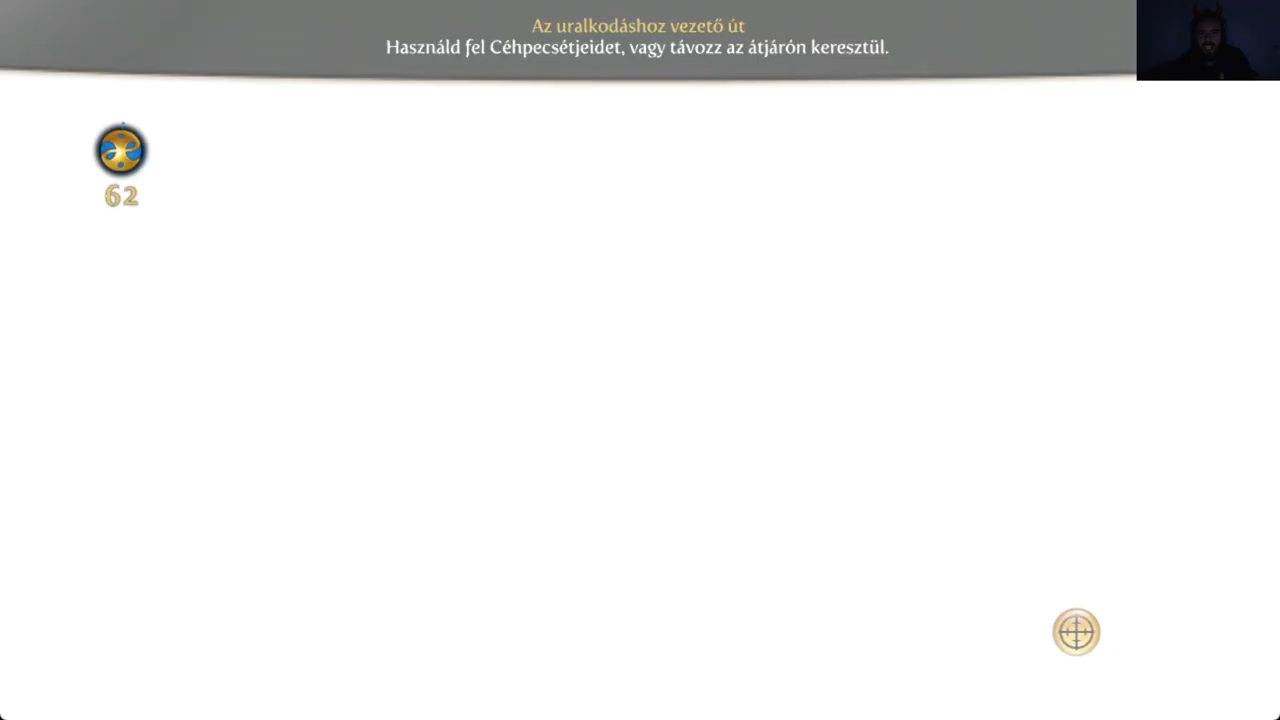 Az uralkodáshoz vezető út
Használd fel Céhpecsétjeidet, vagy távozz az átjárón keresztül.
62